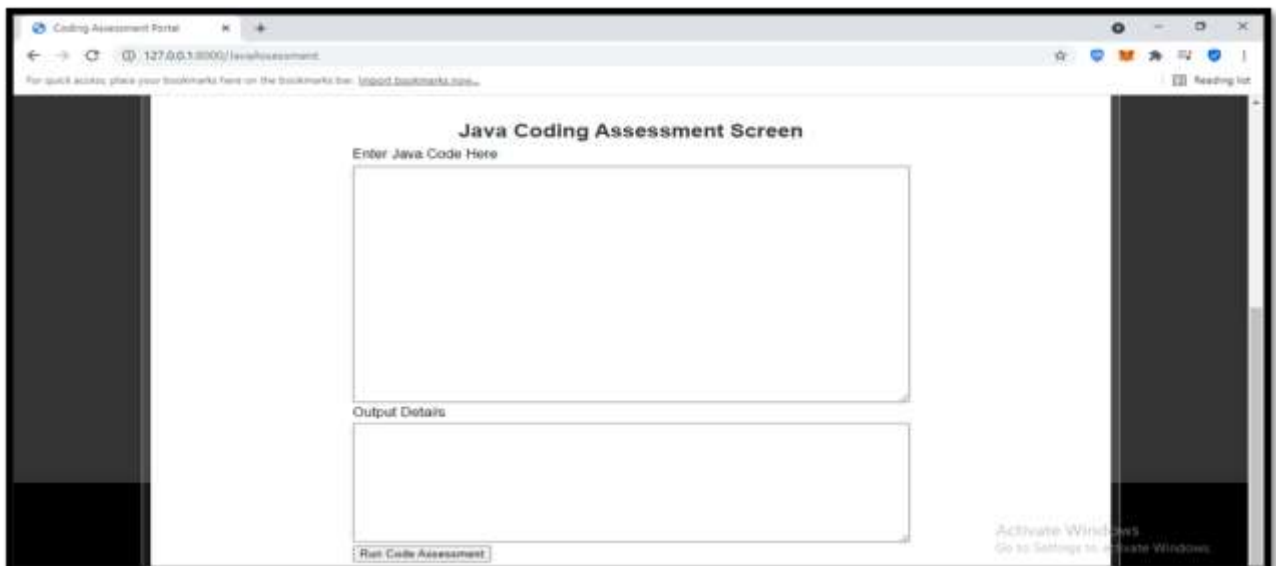 Coding Assessment Portal
127.0.0.1:8000/JavaAssessment
For quick access, place your bookmarks here on the bookmarks bar. Import bookmarks now...
Reading list
Java Coding Assessment Screen
Enter Java Code Here
Output Details
Run Code Assessment
Activate Windows
Go to Settings to activate Windows.